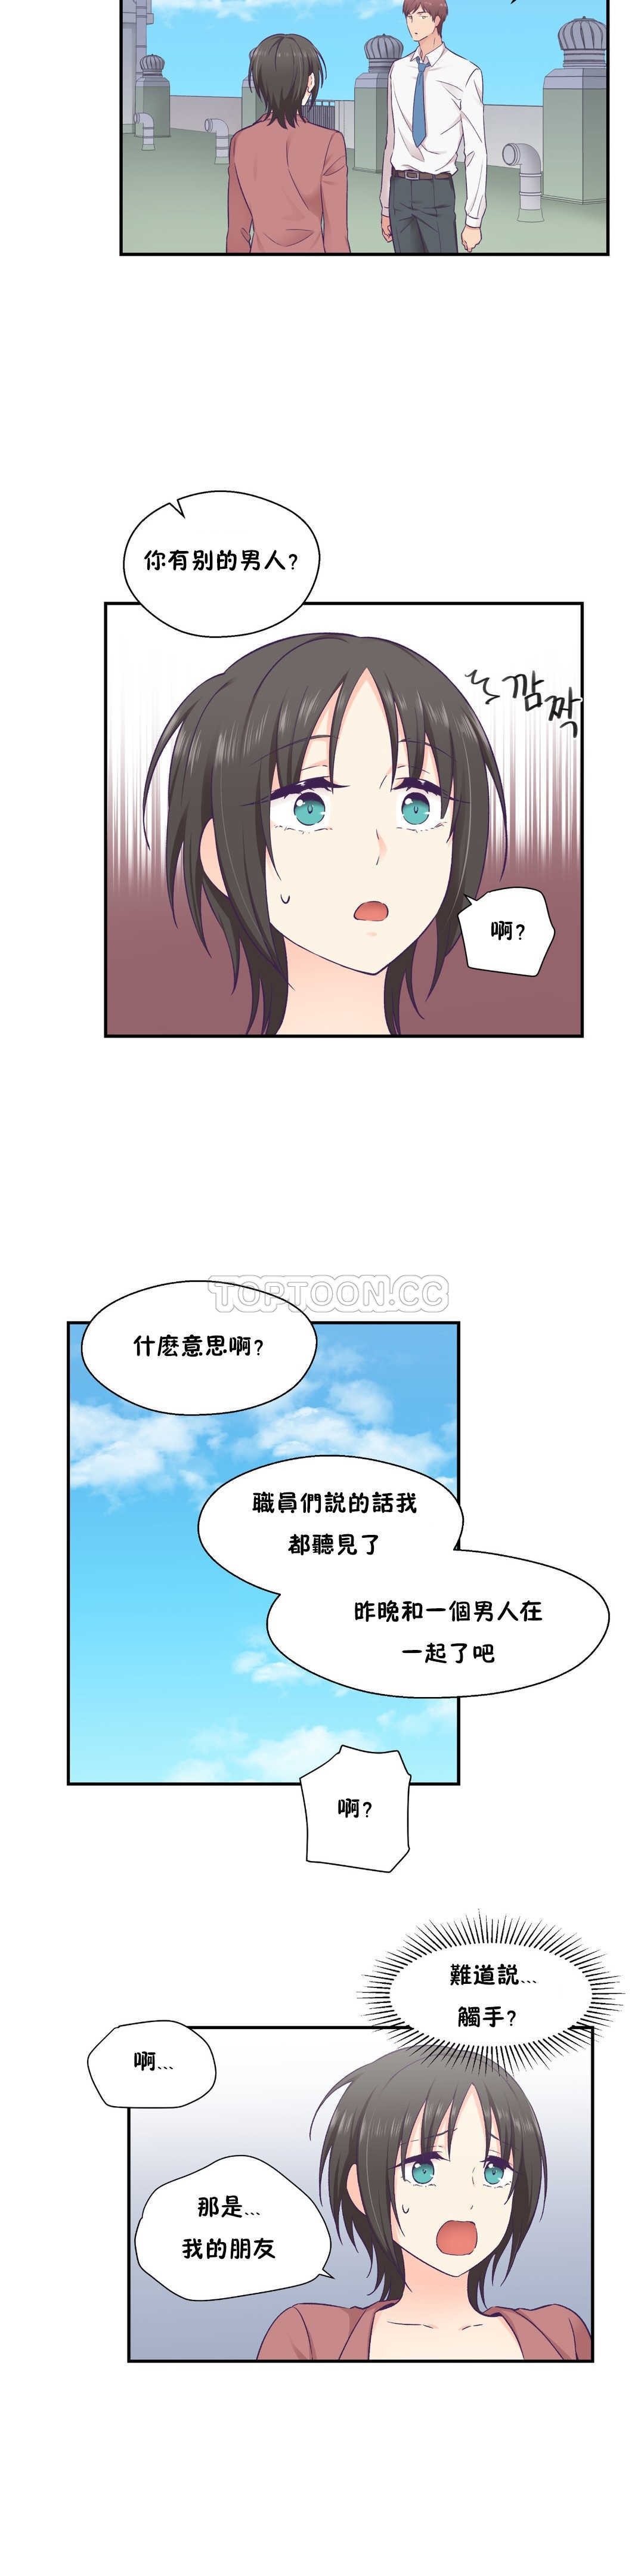 你有别的男人?
깜짝
啊?
TOPTOON.CC
什麽意思啊?
職員們説的話我
都聽見了
昨晚和一個男人在
一起了吧
啊?
難道説...
觸手?
啊...
那是...
我的朋友